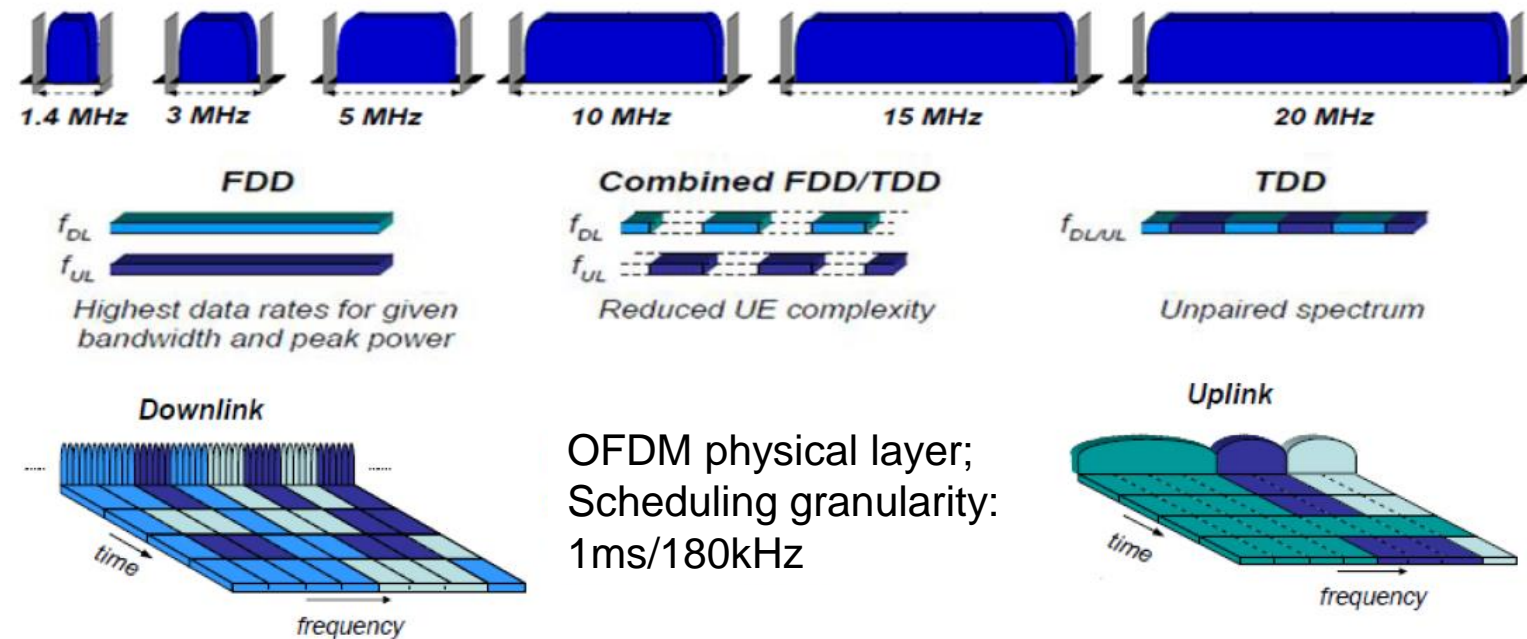 1.4 MHz 3 MHz 5 MHz 10 MHz 15 MHz 20 MHz
FDD
fDL
fUL
Highest data rates for given
bandwidth and peak power
Combined FDD/TDD
fDL
fUL
Reduced UE complexity
TDD
fDL/UL
Unpaired spectrum
Downlink
time
frequency
OFDM physical layer;
Scheduling granularity:
1ms/180kHz
Uplink
time
frequency